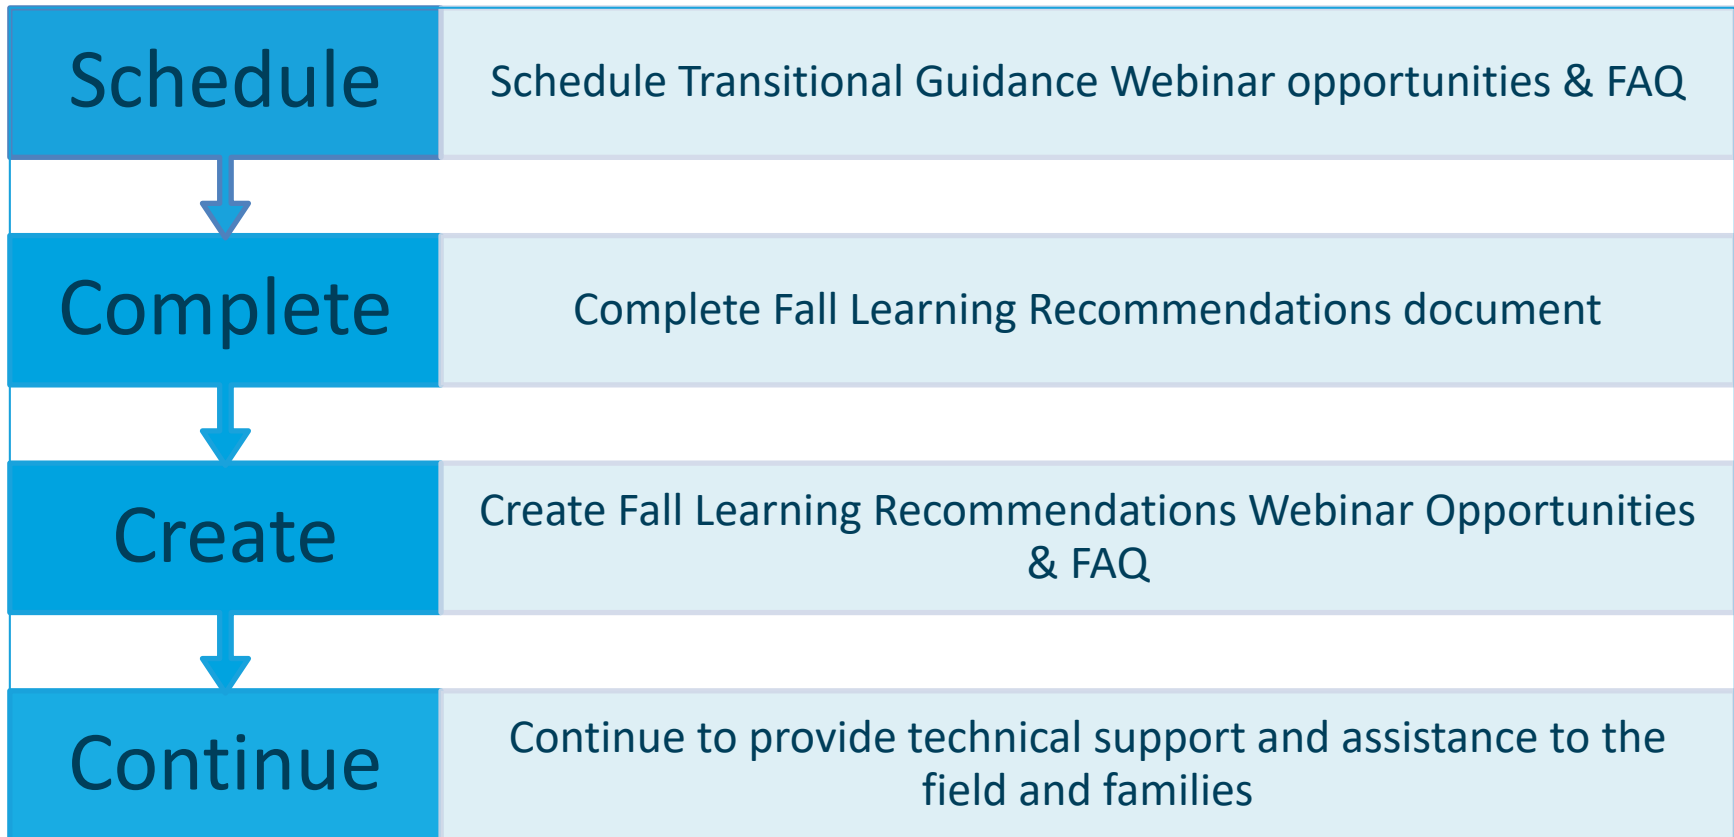 Schedule
Schedule Transitional Guidance Webinar opportunities & FAQ
Complete
Complete Fall Learning Recommendations document
Create
Create Fall Learning Recommendations Webinar Opportunities
& FAQ
Continue
Continue to provide technical support and assistance to the
field and families